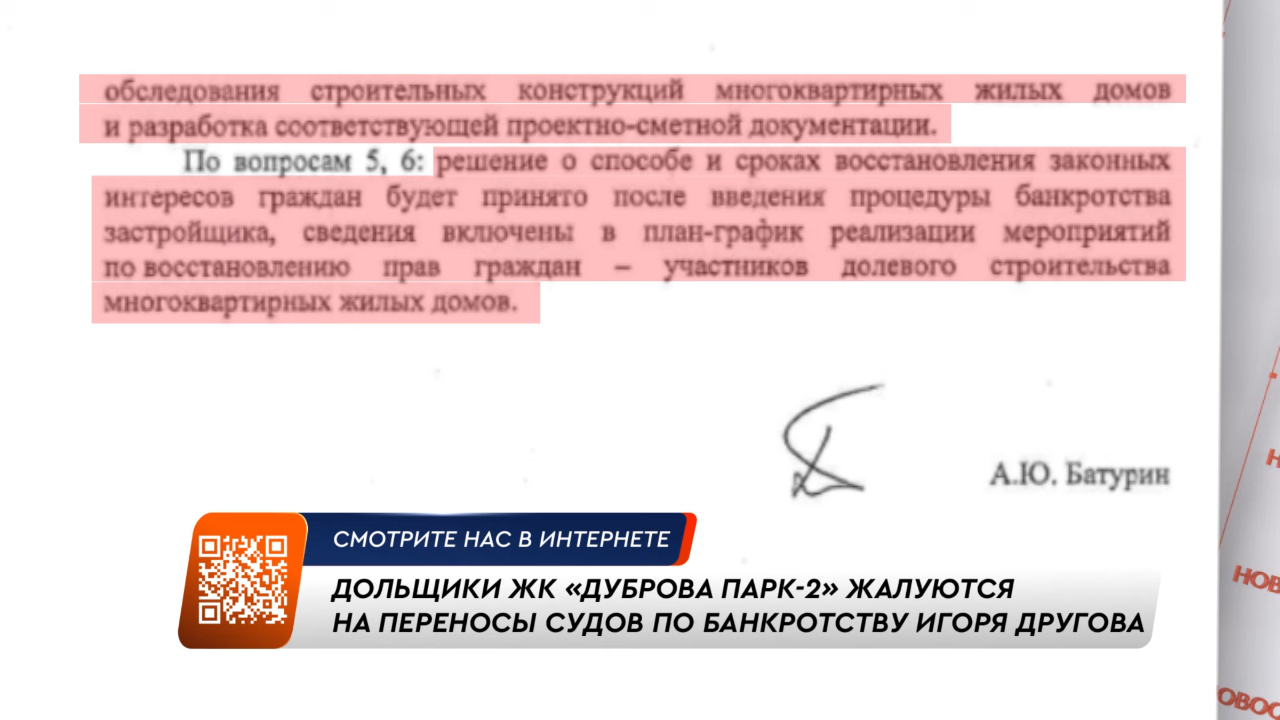 обследования строительных конструкций многоквартирных жилых домов
и разработка соответствующей проектно-сметной документации.
По вопросам 5, 6: решение о способе и сроках восстановления законных
интересов граждан будет принято после введения процедуры банкротства
застройщика, сведения включены в план-график реализации мероприятий
по восстановлению прав граждан – участников долевого строительства
многоквартирных жилых домов.
А.Ю. Батурин
СМОТРИТЕ НАС В ИНТЕРНЕТЕ
ДОЛЬЩИКИ ЖК «ДУБРОВА ПАРК-2» ЖАЛУЮТСЯ
НА ПЕРЕНОСЫ СУДОВ ПО БАНКРОТСТВУ ИГОРЯ ДРУГОВА